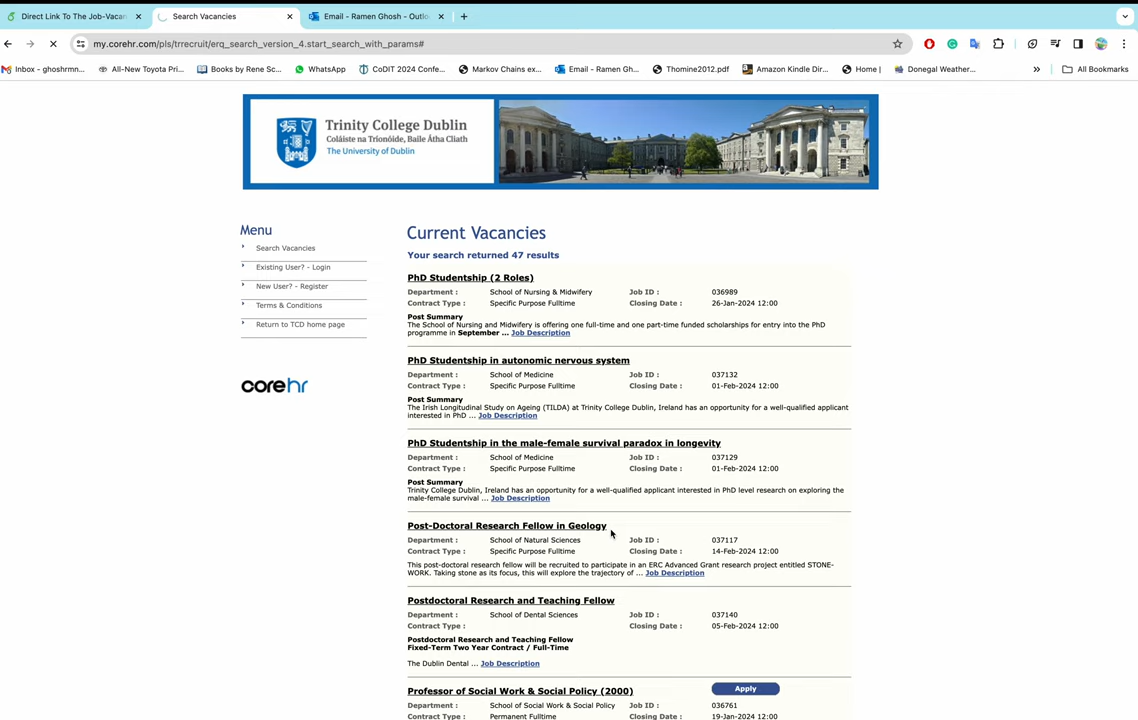 Direct Link To The Job-Vacan
Search Vacancies
Email - Ramen Ghosh - Outlo
my.corehr.com/pls/trrecruit/erq_search_version_4.start_search_with_params#
Inbox - ghoshrmn...
All-New Toyota Pri...
Books by Rene Sc...
WhatsApp
CoDIT 2024 Confe...
Markov Chains ex...
Email - Ramen Gh...
Thomine2012.pdf
Amazon Kindle Dir...
Home |
Donegal Weather...
All Bookmarks
Trinity College Dublin
Coláiste na Tríonóide, Baile Átha Cliath
The University of Dublin
Menu
Search Vacancies
Existing User? - Login
New User? - Register
Terms & Conditions
Return to TCD home page
corehr
Current Vacancies
Your search returned 47 results
PhD Studentship (2 Roles)
Department : School of Nursing & Midwifery Job ID : 036989
Contract Type : Specific Purpose Fulltime Closing Date : 26-Jan-2024 12:00
Post Summary
The School of Nursing and Midwifery is offering one full-time and one part-time funded scholarships for entry into the PhD
programme in September ... Job Description
PhD Studentship in autonomic nervous system
Department : School of Medicine Job ID : 037132
Contract Type : Specific Purpose Fulltime Closing Date : 01-Feb-2024 12:00
Post Summary
The Irish Longitudinal Study on Ageing (TILDA) at Trinity College Dublin, Ireland has an opportunity for a well-qualified applicant
interested in PhD ... Job Description
PhD Studentship in the male-female survival paradox in longevity
Department : School of Medicine Job ID : 037129
Contract Type : Specific Purpose Fulltime Closing Date : 01-Feb-2024 12:00
Post Summary
Trinity College Dublin, Ireland has an opportunity for a well-qualified applicant interested in PhD level research on exploring the
male-female survival ... Job Description
Post-Doctoral Research Fellow in Geology
Department : School of Natural Sciences Job ID : 037117
Contract Type : Specific Purpose Fulltime Closing Date : 14-Feb-2024 12:00
This post-doctoral research fellow will be recruited to participate in an ERC Advanced Grant research project entitled STONE-
WORK. Taking stone as its focus, this will explore the trajectory of ... Job Description
Postdoctoral Research and Teaching Fellow
Department : School of Dental Sciences Job ID : 037140
Contract Type : Closing Date : 05-Feb-2024 12:00
Postdoctoral Research and Teaching Fellow
Fixed-Term Two Year Contract / Full-Time
The Dublin Dental ... Job Description
Professor of Social Work & Social Policy (2000) Apply
Department : School of Social Work & Social Policy Job ID : 036761
Contract Type : Permanent Fulltime Closing Date : 19-Jan-2024 12:00